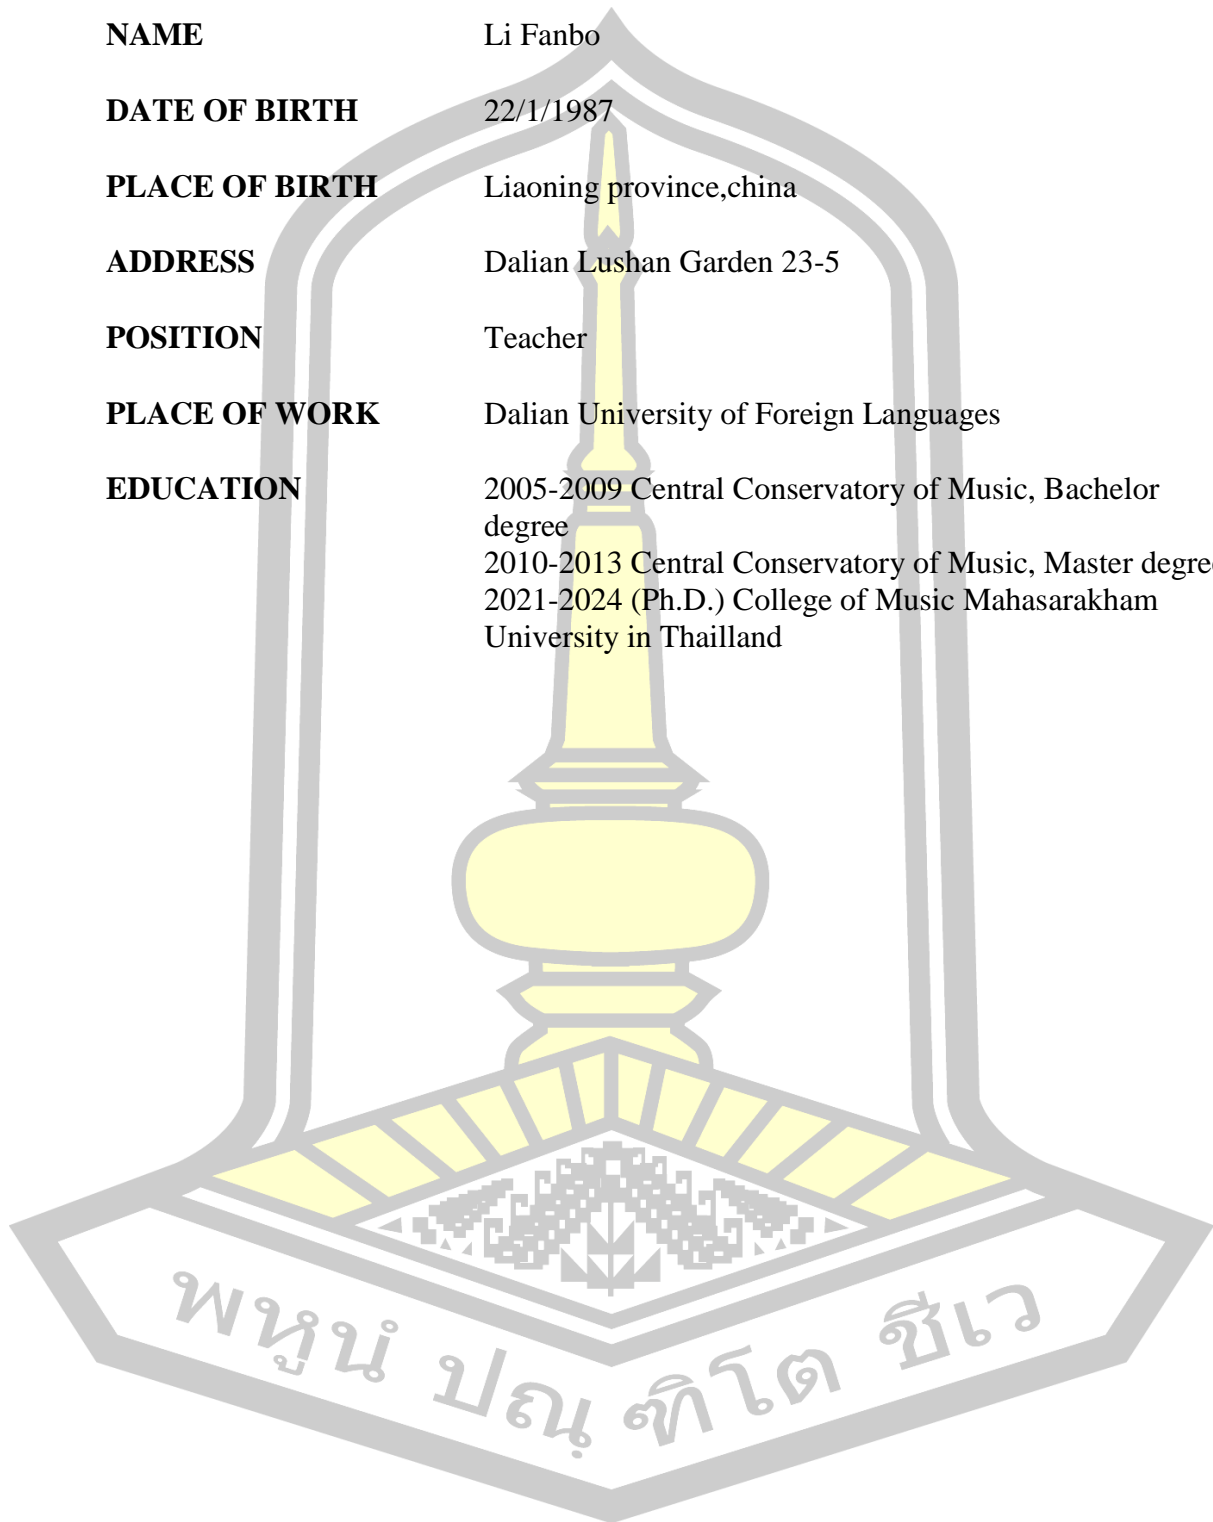 NAME Li Fanbo
DATE OF BIRTH 22/1/1987
PLACE OF BIRTH Liaoning province,china
ADDRESS Dalian Lushan Garden 23-5
POSITION Teacher
PLACE OF WORK Dalian University of Foreign Languages
EDUCATION 2005-2009 Central Conservatory of Music, Bachelor
degree
2010-2013 Central Conservatory of Music, Master degree
2021-2024 (Ph.D.) College of Music Mahasarakham
University in Thailland
พหูนํ ปณฺฑิโต ชีเว